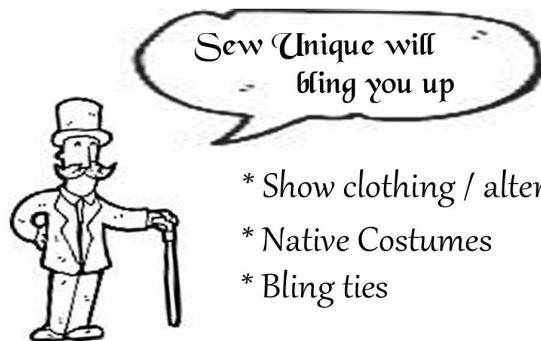 Sew Unique will
bling you up
* Show clothing / alter
* Native Costumes
* Bling ties